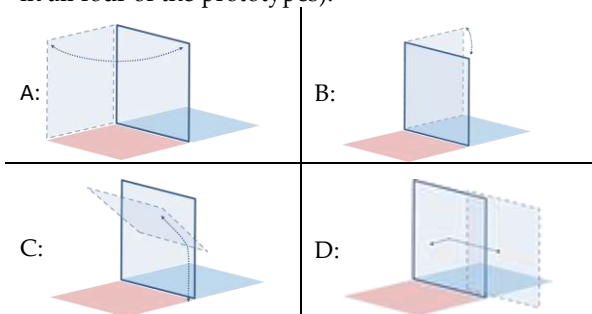 in all four of the prototypes).
A:
B:
C:
D: